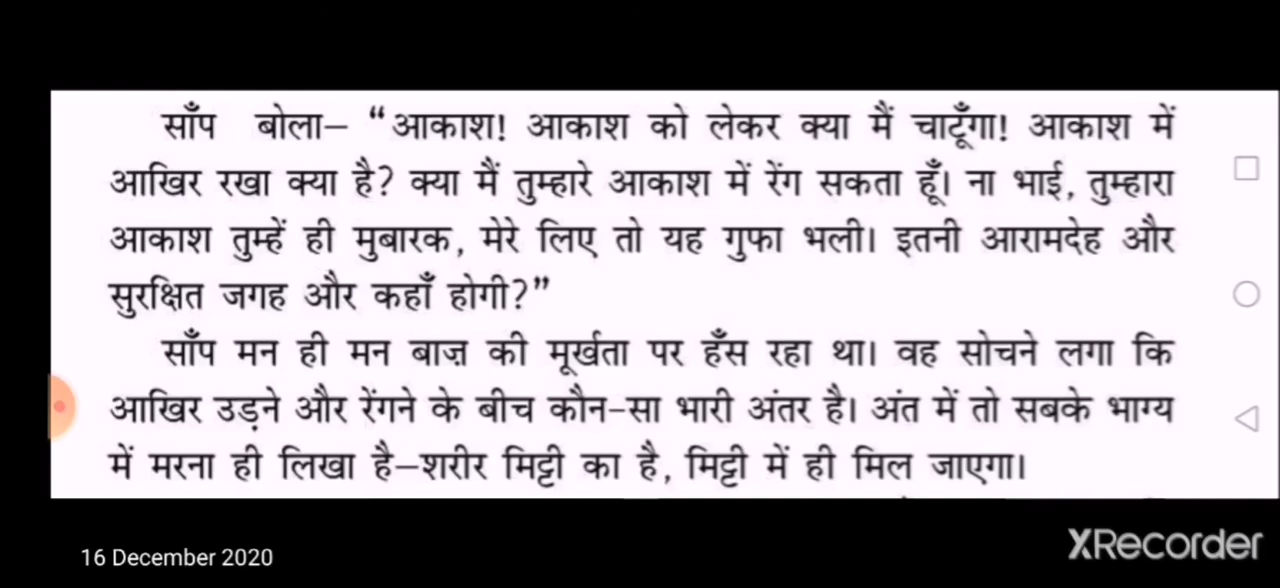 साँप बोला– “आकाश! आकाश को लेकर क्या मैं चाटूँगा! आकाश में
आखिर रखा क्या है? क्या मैं तुम्हारे आकाश में रेंग सकता हूँ। ना भाई, तुम्हारा
आकाश तुम्हें ही मुबारक, मेरे लिए तो यह गुफा भली। इतनी आरामदेह और
सुरक्षित जगह और कहाँ होगी?”
साँप मन ही मन बाज़ की मूर्खता पर हँस रहा था। वह सोचने लगा कि
आखिर उड़ने और रेंगने के बीच कौन-सा भारी अंतर है। अंत में तो सबके भाग्य
में मरना ही लिखा है–शरीर मिट्टी का है, मिट्टी में ही मिल जाएगा।
16 December 2020
XRecorder